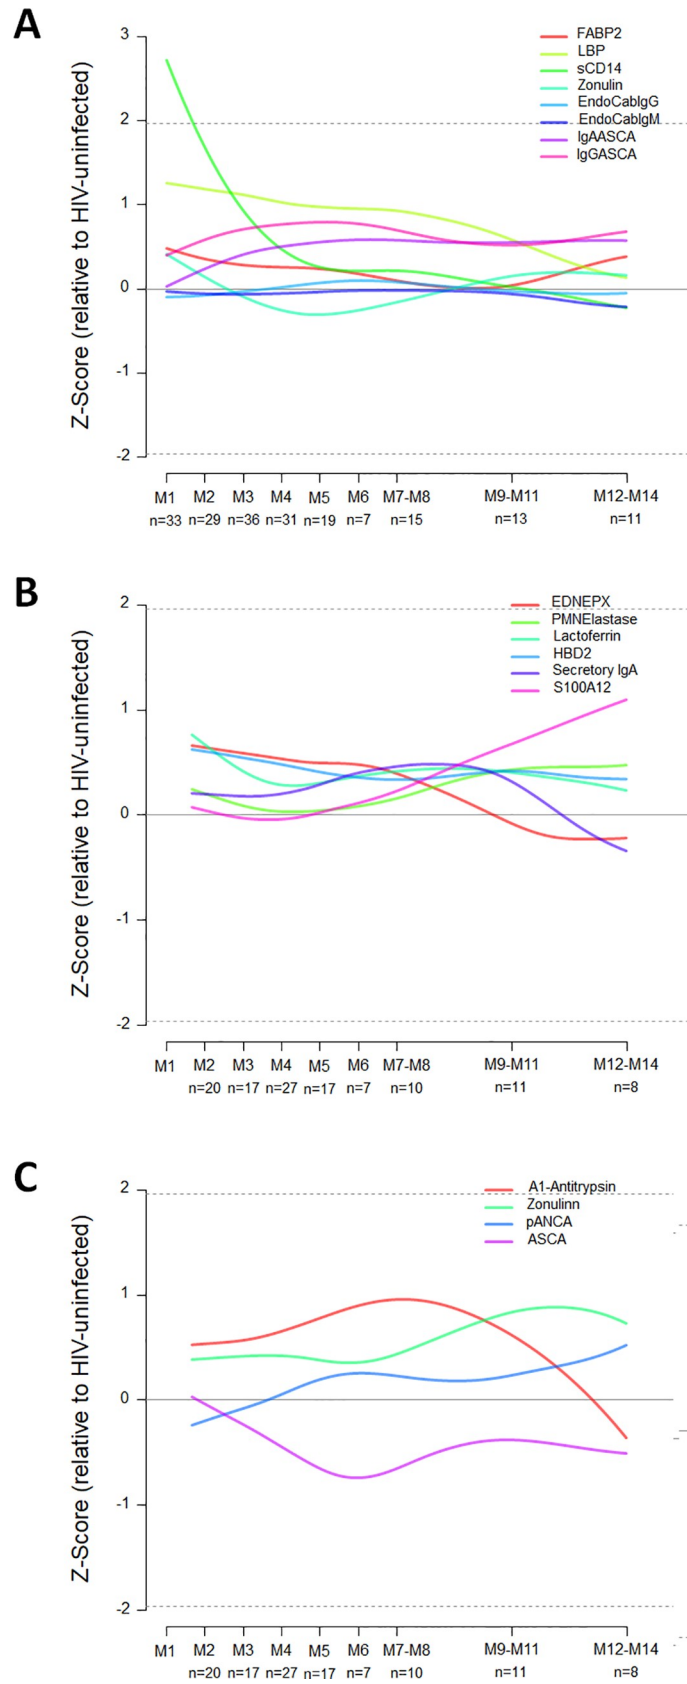 A
Z-Score (relative to HIV-uninfected)
3
2
1
0
-1
-2
FABP2
LBP
sCD14
Zonulin
EndoCabIgG
EndoCabIgM
IgAASCA
IgGASCA
M1 M2 M3 M4 M5 M6 M7-M8 M9-M11 M12-M14
n=33 n=29 n=36 n=31 n=19 n=7 n=15 n=13 n=11
B
Z-Score (relative to HIV-uninfected)
2
1
0
-1
-2
EDNEPX
PMNElastase
Lactoferrin
HBD2
Secretory IgA
S100A12
M1 M2 M3 M4 M5 M6 M7-M8 M9-M11 M12-M14
n=20 n=17 n=27 n=17 n=7 n=10 n=11 n=8
C
Z-Score (relative to HIV-uninfected)
2
1
0
-1
-2
A1-Antitrypsin
Zonulinn
pANCA
ASCA
M1 M2 M3 M4 M5 M6 M7-M8 M9-M11 M12-M14
n=20 n=17 n=27 n=17 n=7 n=10 n=11 n=8